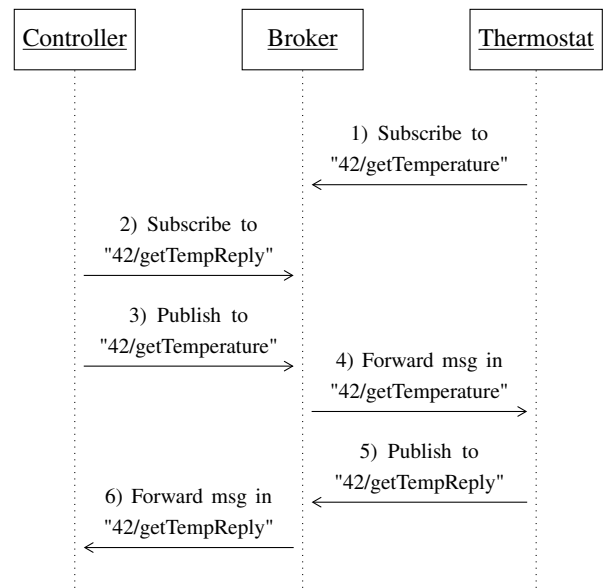 Controller
Broker
Thermostat
1) Subscribe to
"42/getTemperature"
2) Subscribe to
"42/getTempReply"
3) Publish to
"42/getTemperature"
4) Forward msg in
"42/getTemperature"
5) Publish to
"42/getTempReply"
6) Forward msg in
"42/getTempReply"